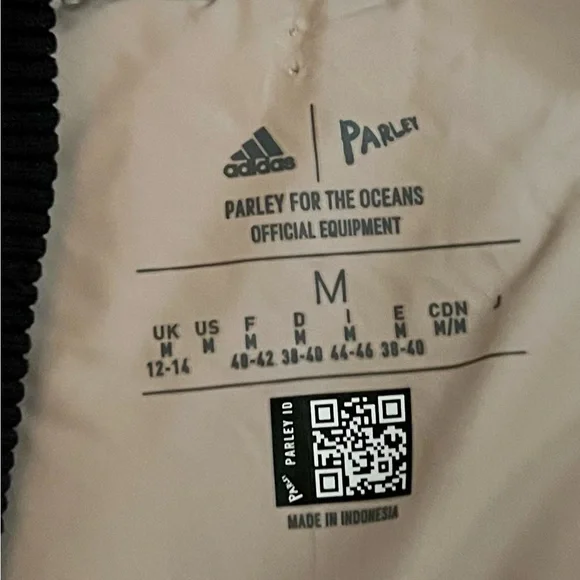 adidas PARLEY
PARLEY FOR THE OCEANS
OFFICIAL EQUIPMENT
M
UK US F D I E CDN J
M M M M M M M/M
12-14 40-42 38-40 44-46 38-40
PARLEY PARLEY ID
MADE IN INDONESIA